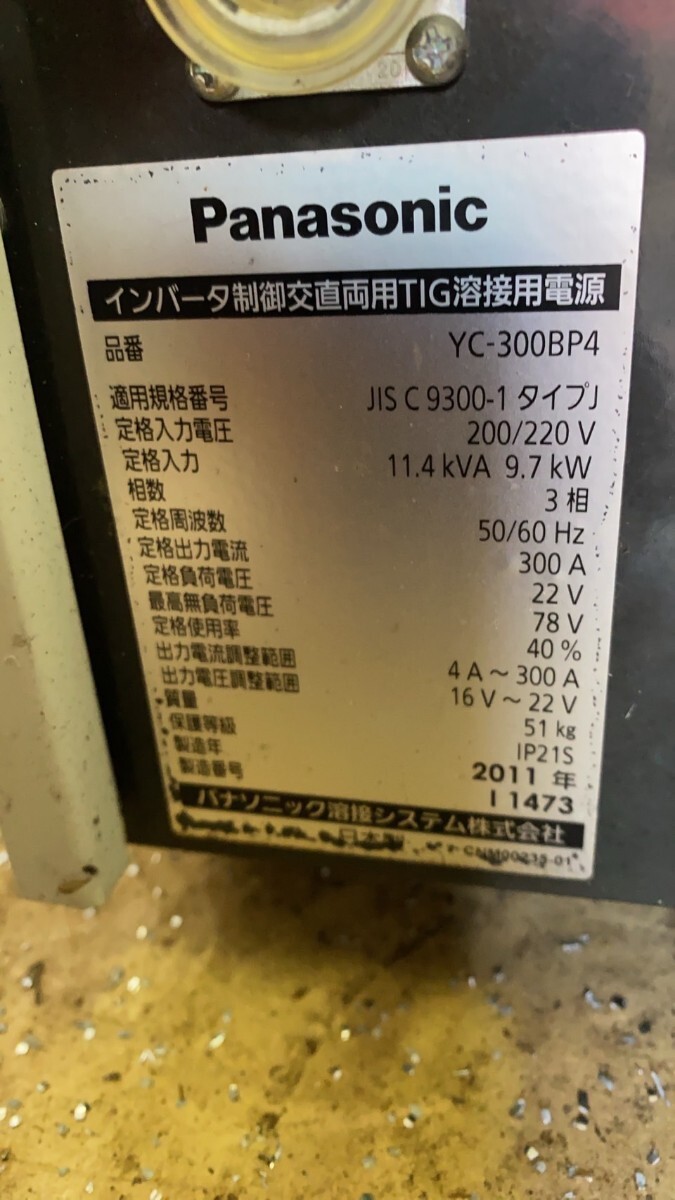 20
Panasonic
インバータ制御交直両用TIG溶接用電源
品番 YC-300BP4
適用規格番号 JIS C 9300-1 タイプJ
定格入力電圧 200/220 V
定格入力 11.4 kVA 9.7 kW
相数 3 相
定格周波数 50/60 Hz
定格出力電流 300 A
定格負荷電圧 22 V
最高無負荷電圧 78 V
定格使用率 40 %
出力電流調整範囲 4 A～300 A
出力電圧調整範囲 16 V～22 V
質量 51 kg
保護等級 IP21S
製造年 2011 年
製造番号 I 1473
パナソニック溶接システム株式会社
日本製
CNM00235-01